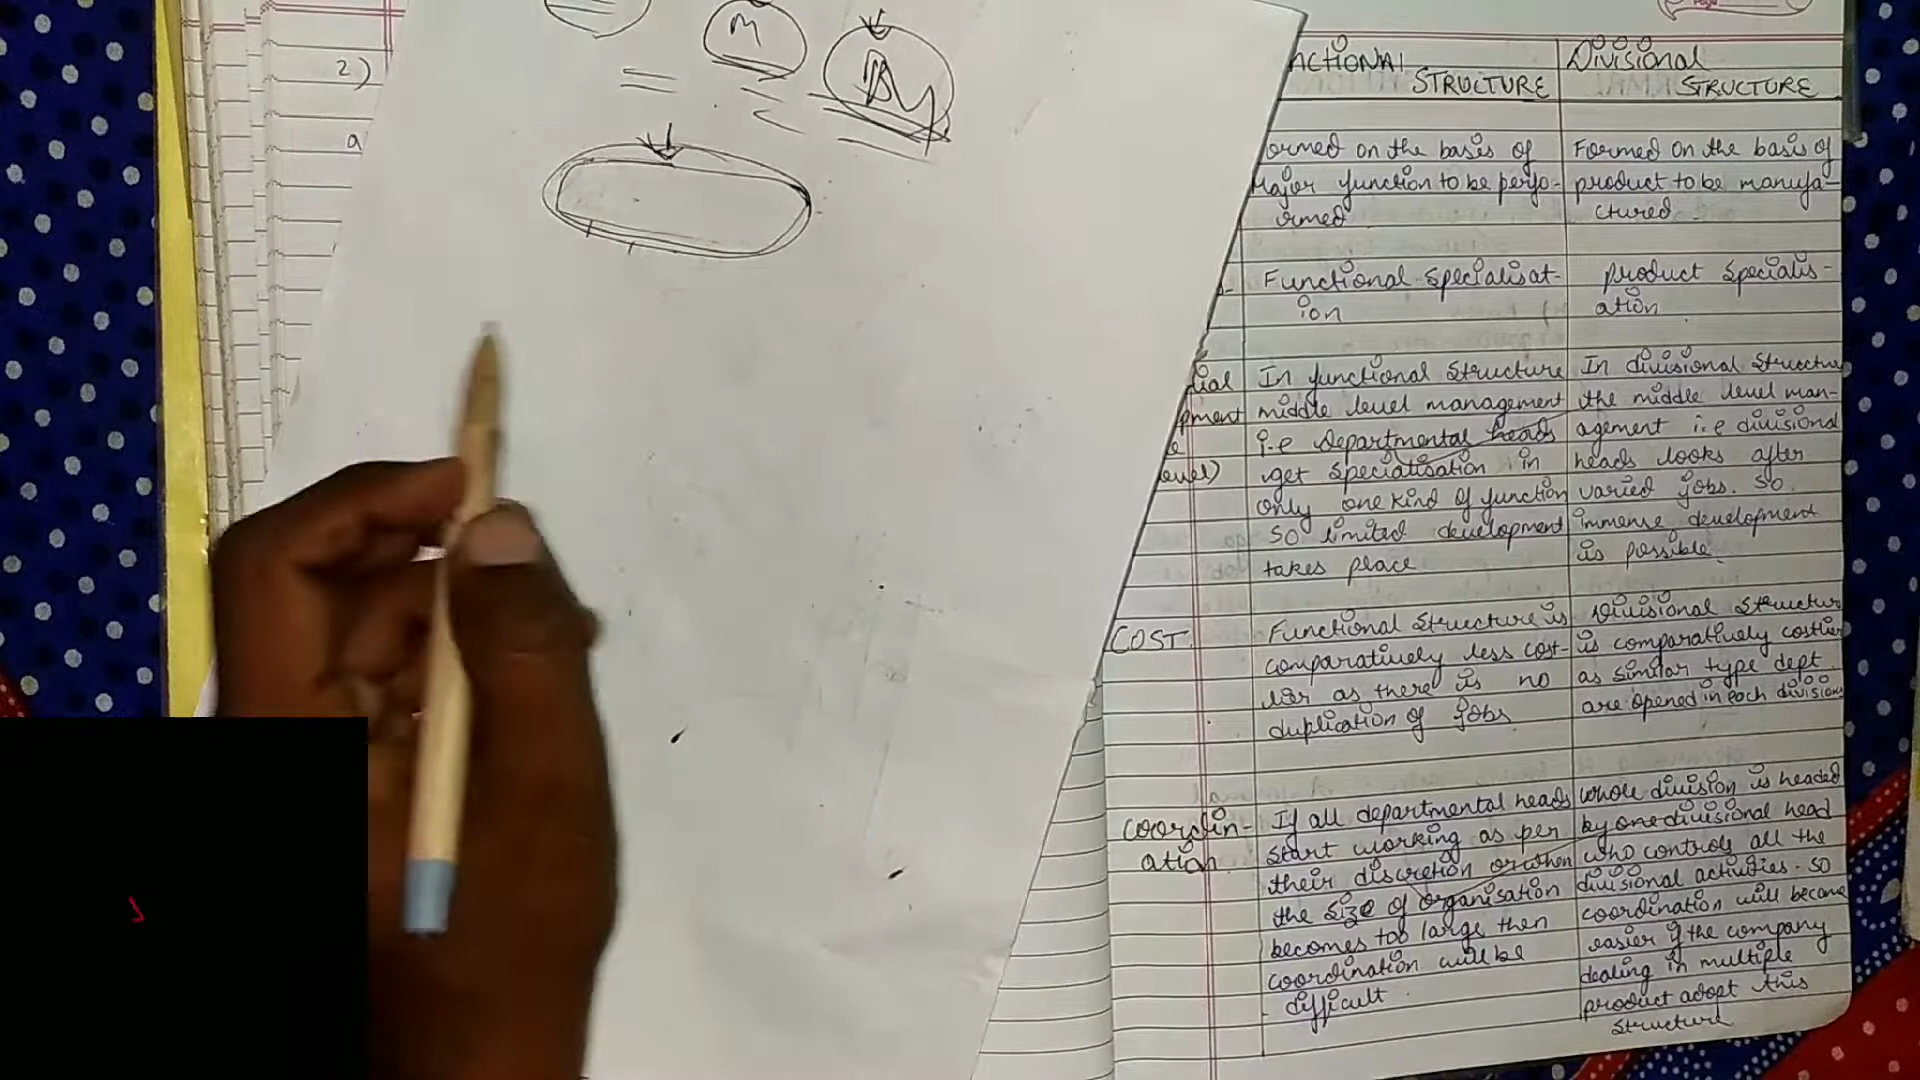 2)
a
M
By
NCTIONAL STRUCTURE
Divisional STRUCTURE
ormed on the basis of
Major function to be perfo-
rmed
Formed on the basis of
product to be manufa-
ctured
Functional Specialisat-
ion
product specialis-
ation
ial
pment
e
evel)
In functional structure
middle level management
i.e departmental heads
get specialisation in
only one kind of function
so limited development
takes place
In divisional structur
the middle level man-
agement i.e divisional
heads looks after
varied jobs. so
immense development
is possible.
COST.
Functional structure is
comparatively less cost-
lier as there is no
duplication of jobs
Divisional structur
is comparatively costlier
as similar type dept.
are opened in each division
coordin-
ation
If all departmental heads
start working as per
their discretion or when
the size of organisation
becomes too large then
coordination will be
difficult.
whole division is headed
by one divisional head
who controls all the
divisional activities. so
coordination will become
easier if the company
dealing in multiple
product adopt this
structure